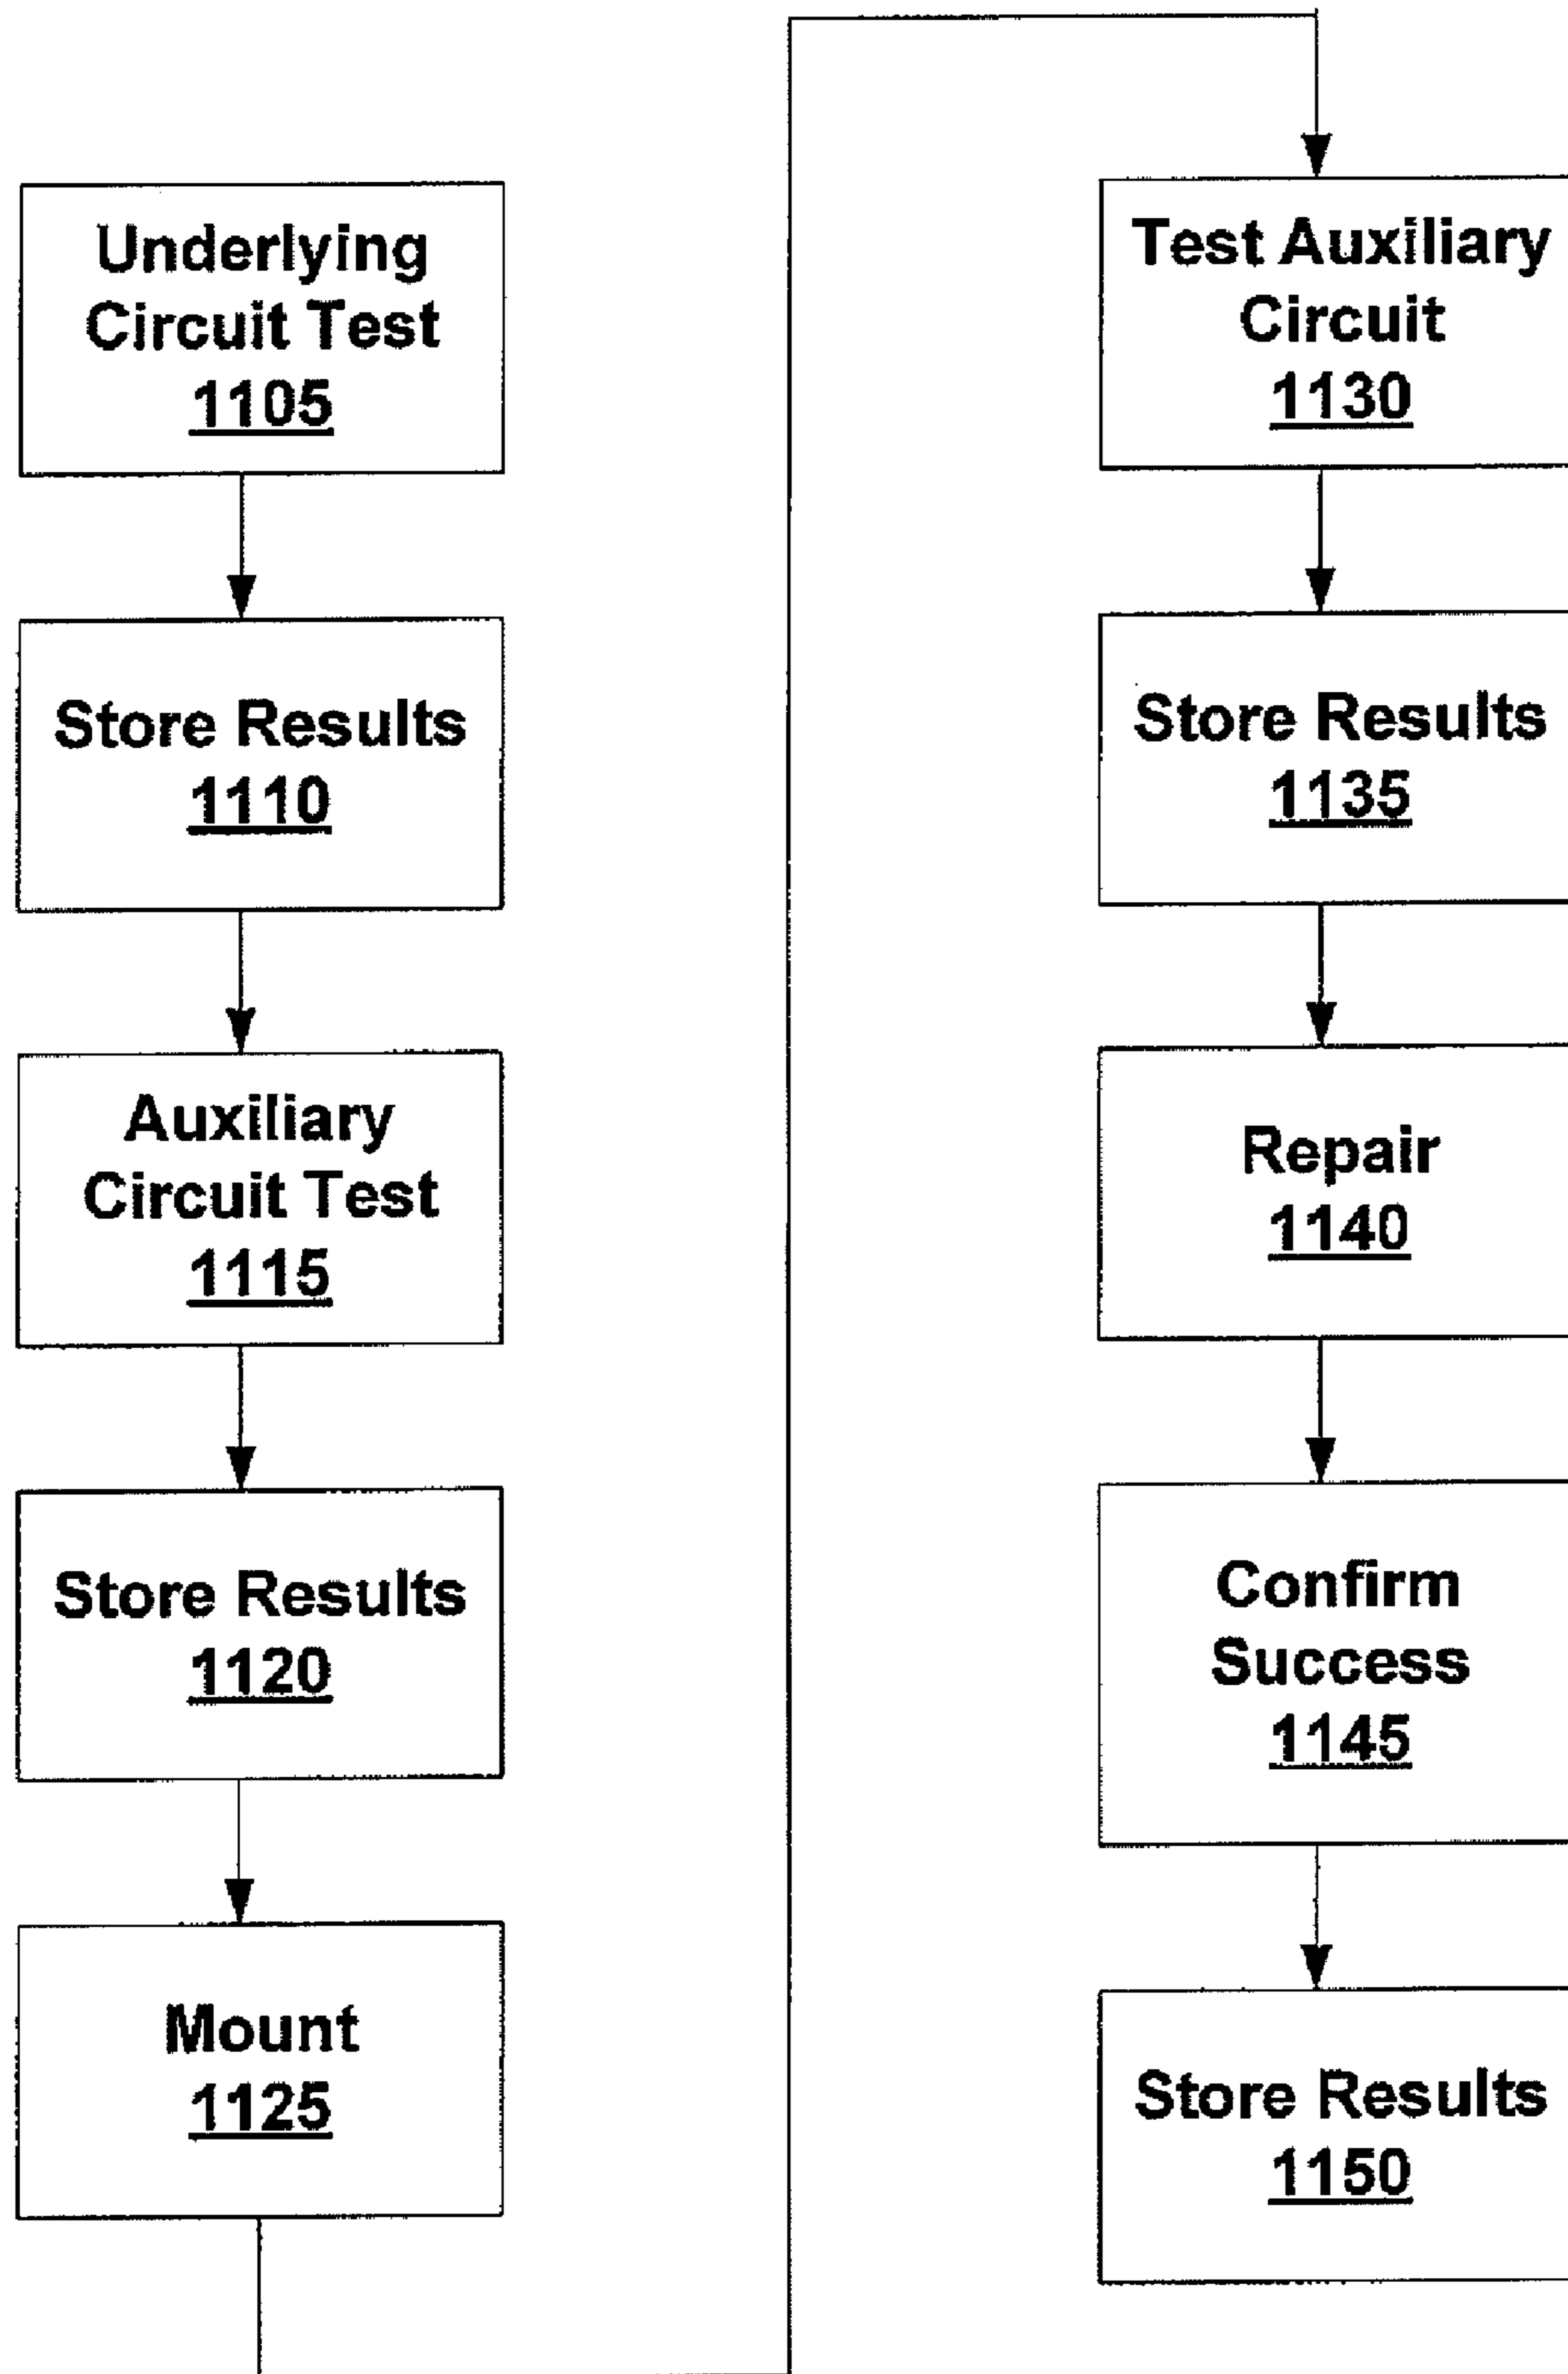 Underlying
Circuit Test
1105
Store Results
1110
Auxiliary
Circuit Test
1115
Store Results
1120
Mount
1125
Test Auxiliary
Circuit
1130
Store Results
1135
Repair
1140
Confirm
Success
1145
Store Results
1150